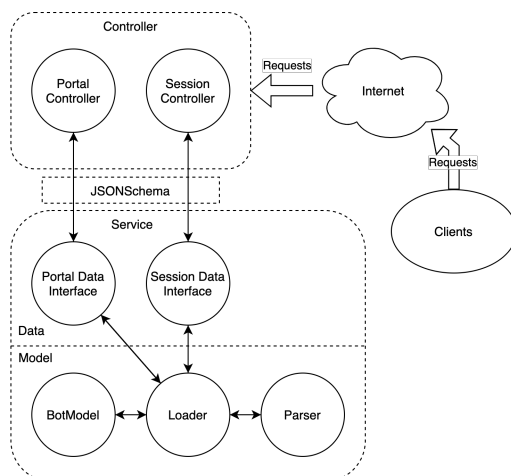 Controller
Portal
Controller
Session
Controller
Requests
Internet
Requests
Clients
JSONSchema
Service
Portal Data
Interface
Session Data
Interface
Data
Model
BotModel
Loader
Parser